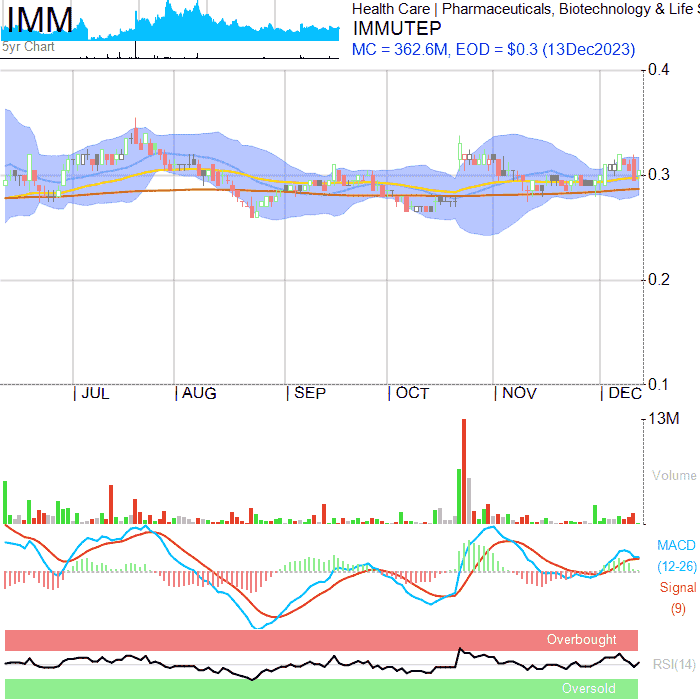 IMM
5yr Chart
Health Care | Pharmaceuticals, Biotechnology & Life S
IMMUTEP
MC = 362.6M, EOD = $0.3 (13Dec2023)
0.4
0.3
0.2
0.1
| JUL | AUG | SEP | OCT | NOV | DEC
13M
Volume
MACD
(12-26)
Signal
(9)
Overbought
RSI(14)
Oversold